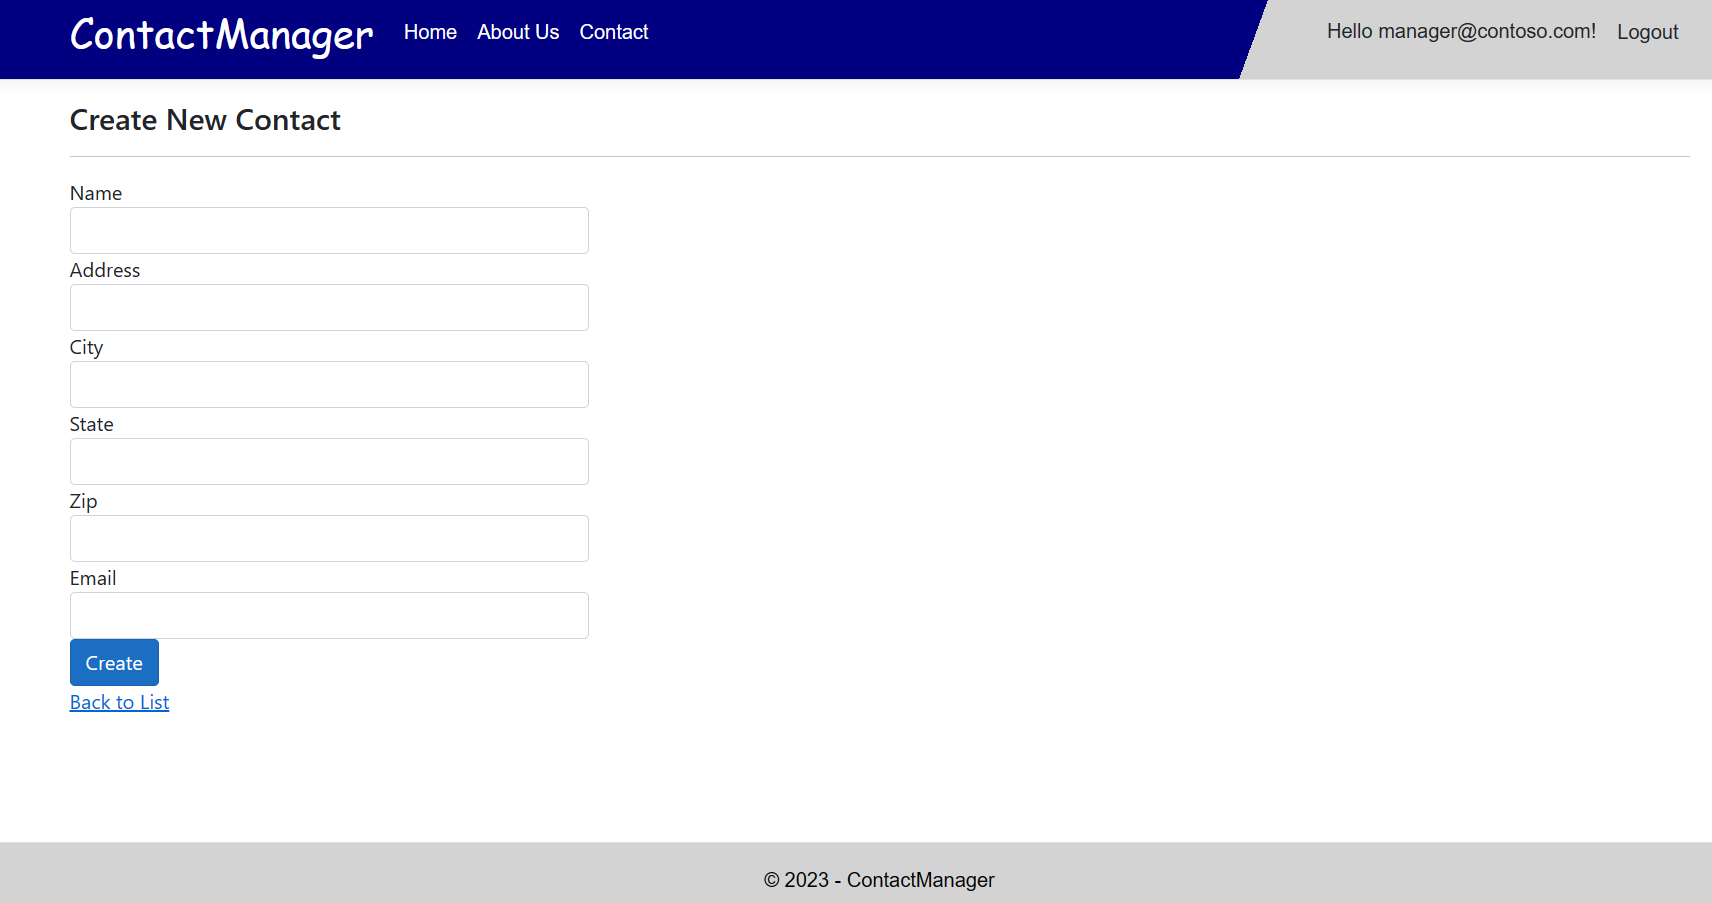 ContactManager Home About Us Contact Hello manager@contoso.com! Logout
Create New Contact
Name
Address
City
State
Zip
Email
Create
Back to List
© 2023 - ContactManager